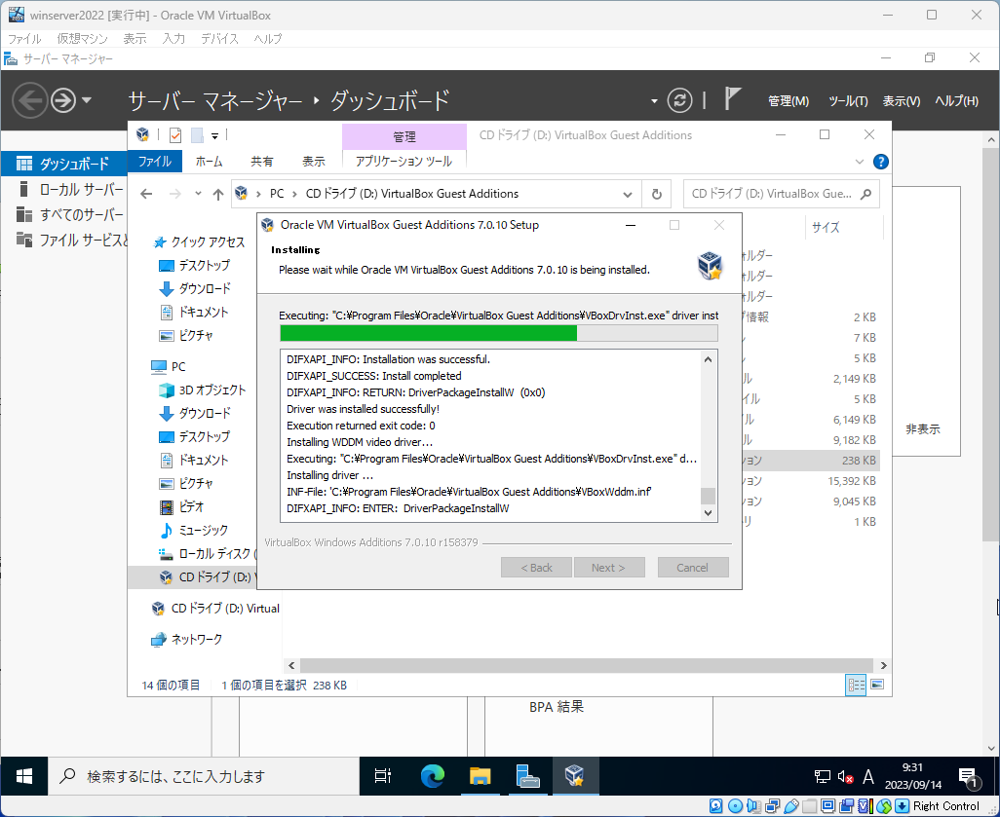 winserver2022 [実行中] - Oracle VM VirtualBox
ファイル 仮想マシン 表示 入力 デバイス ヘルプ
サーバー マネージャー
サーバー マネージャー ・ ダッシュボード
管理(M) ツール(T) 表示(V) ヘルプ(H)
ダッシュボード
ローカル サーバー
すべてのサーバー
ファイル サービスと
管理
CD ドライブ (D:) VirtualBox Guest Additions
ファイル ホーム 共有 表示 アプリケーション ツール
PC › CD ドライブ (D:) VirtualBox Guest Additions
CD ドライブ (D:) VirtualBox Gue...
サイズ
クイック アクセス
デスクトップ
ダウンロード
ドキュメント
ピクチャ
PC
3D オブジェクト
ダウンロード
デスクトップ
ドキュメント
ピクチャ
ビデオ
ミュージック
ローカル ディスク (
CD ドライブ (D:) V
CD ドライブ (D:) Virtual
ネットワーク
Oracle VM VirtualBox Guest Additions 7.0.10 Setup
Installing
Please wait while Oracle VM VirtualBox Guest Additions 7.0.10 is being installed.
Executing: "C:¥Program Files¥Oracle¥VirtualBox Guest Additions¥VBoxDrvInst.exe" driver inst
DIFXAPI_INFO: Installation was successful.
DIFXAPI_SUCCESS: Install completed
DIFXAPI_INFO: RETURN: DriverPackageInstallW (0x0)
Driver was installed successfully!
Execution returned exit code: 0
Installing WDDM video driver...
Executing: "C:¥Program Files¥Oracle¥VirtualBox Guest Additions¥VBoxDrvInst.exe" d...
Installing driver ...
INF-File: 'C:¥Program Files¥Oracle¥VirtualBox Guest Additions¥VBoxWddm.inf'
DIFXAPI_INFO: ENTER: DriverPackageInstallW
VirtualBox Windows Additions 7.0.10 r158379
< Back Next > Cancel
ォルダー
ォルダー
ォルダー
情報 2 KB
7 KB
5 KB
ル 2,149 KB
イル 5 KB
ル 6,149 KB
ル 9,182 KB
ション 238 KB
ション 15,392 KB
ション 9,045 KB
リ 1 KB
非表示
14 個の項目 1 個の項目を選択 238 KB
BPA 結果
検索するには、ここに入力します
A
9:31
2023/09/14
1
Right Control